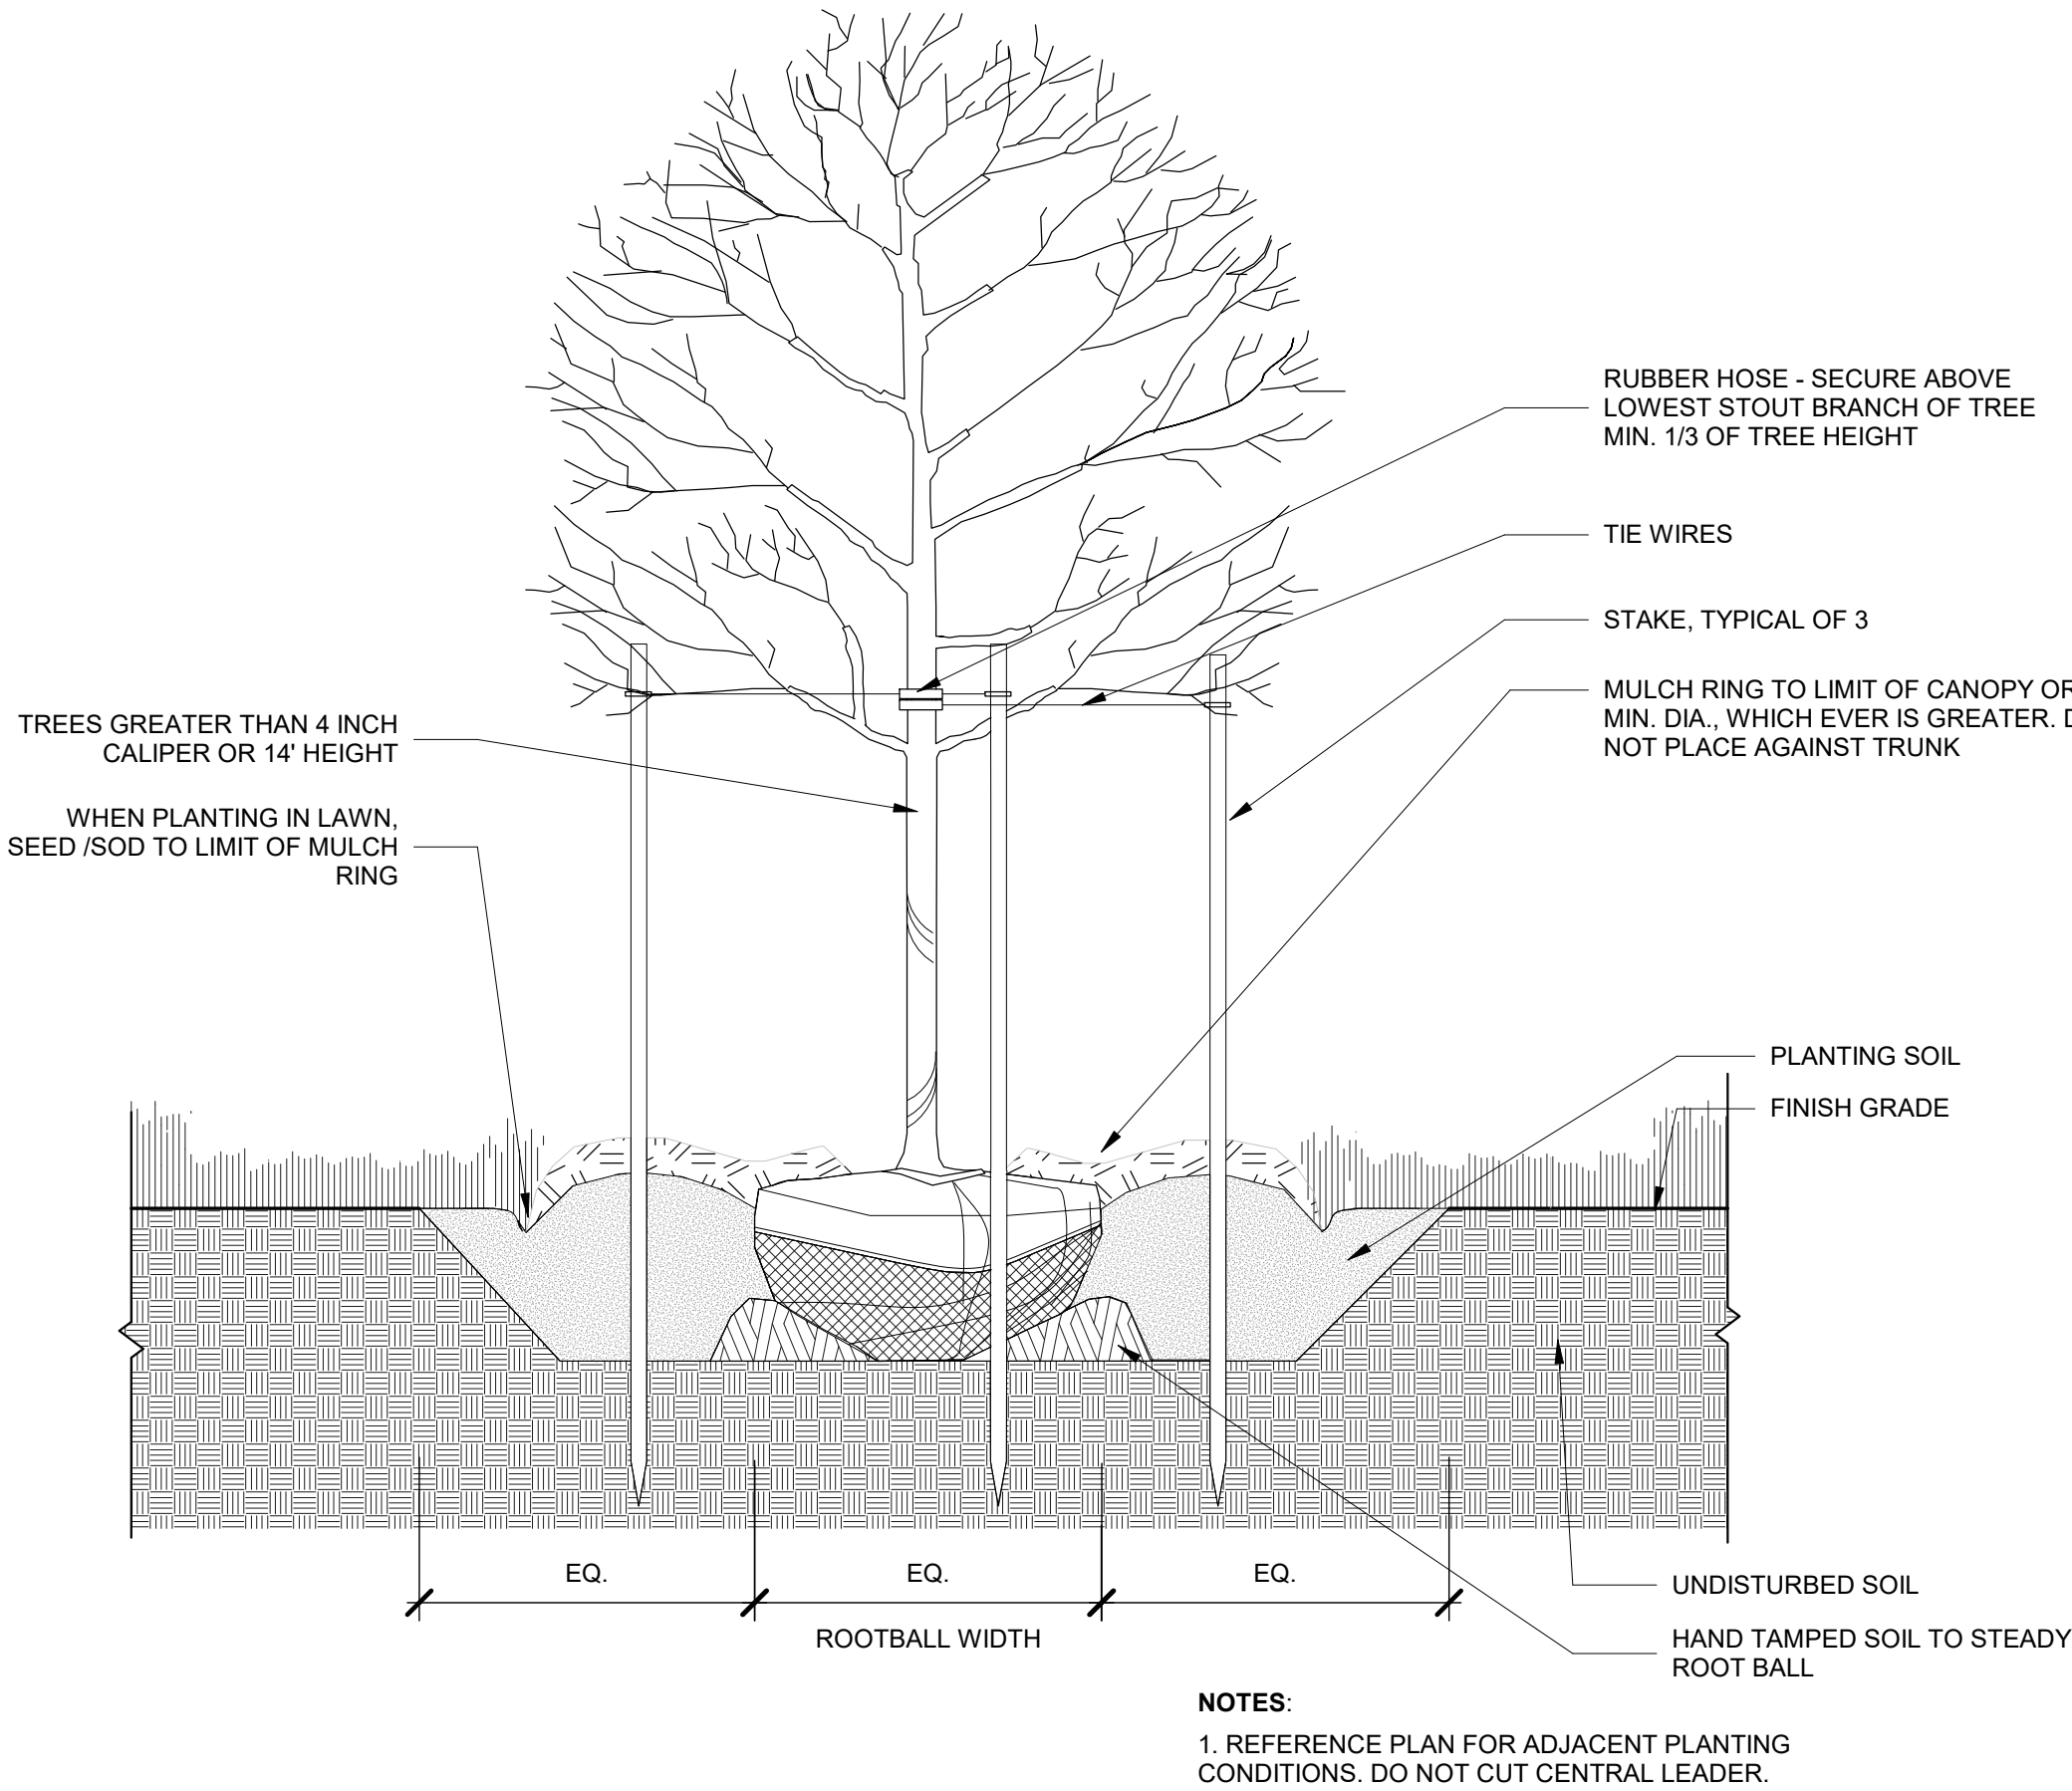 RUBBER HOSE - SECURE ABOVE
LOWEST STOUT BRANCH OF TREE
MIN. 1/3 OF TREE HEIGHT
TIE WIRES
STAKE, TYPICAL OF 3
MULCH RING TO LIMIT OF CANOPY OR
MIN. DIA., WHICH EVER IS GREATER.
NOT PLACE AGAINST TRUNK
TREES GREATER THAN 4 INCH
CALIPER OR 14' HEIGHT
WHEN PLANTING IN LAWN,
SEED /SOD TO LIMIT OF MULCH
RING
PLANTING SOIL
FINISH GRADE
EQ.
EQ.
EQ.
ROOTBALL WIDTH
UNDISTURBED SOIL
HAND TAMPED SOIL TO STEADY
ROOT BALL
NOTES:
1. REFERENCE PLAN FOR ADJACENT PLANTING
CONDITIONS. DO NOT CUT CENTRAL LEADER.